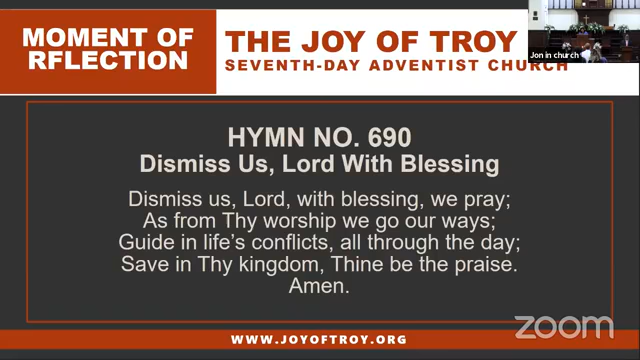 MOMENT OF
RFLECTION
THE JOY OF TROY
SEVENTH-DAY ADVENTIST CHURCH
Jon in church
HYMN NO. 690
Dismiss Us, Lord With Blessing
Dismiss us, Lord, with blessing, we pray;
As from Thy worship we go our ways;
Guide in life's conflicts, all through the day;
Save in Thy kingdom, Thine be the praise.
Amen.
zoom
WWW.JOYOFTROY.ORG